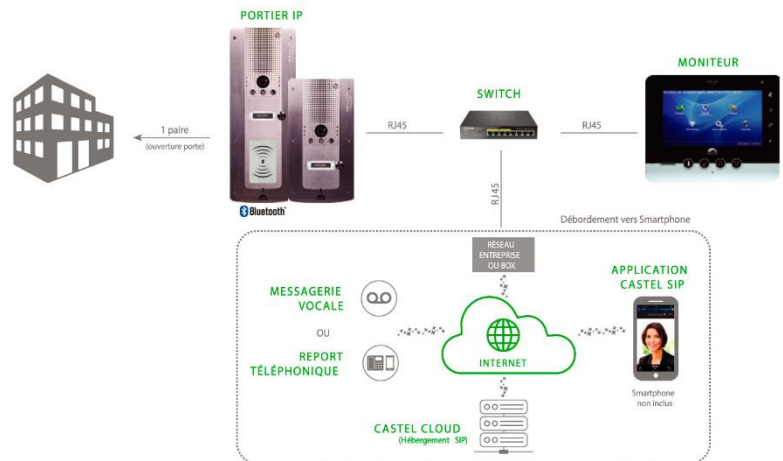 PORTIER IP
MONITEUR
SWITCH
1 paire
(ouverture porte)
RJ45
RJ45
Bluetooth
RJ45
Débordement vers Smartphone
RÉSEAU
ENTREPRISE
OU BOX
MESSAGERIE
VOCALE
OU
REPORT
TÉLÉPHONIQUE
APPLICATION
CASTEL SIP
INTERNET
Smartphone
non inclus
CASTEL CLOUD
(Hébergement SIP)